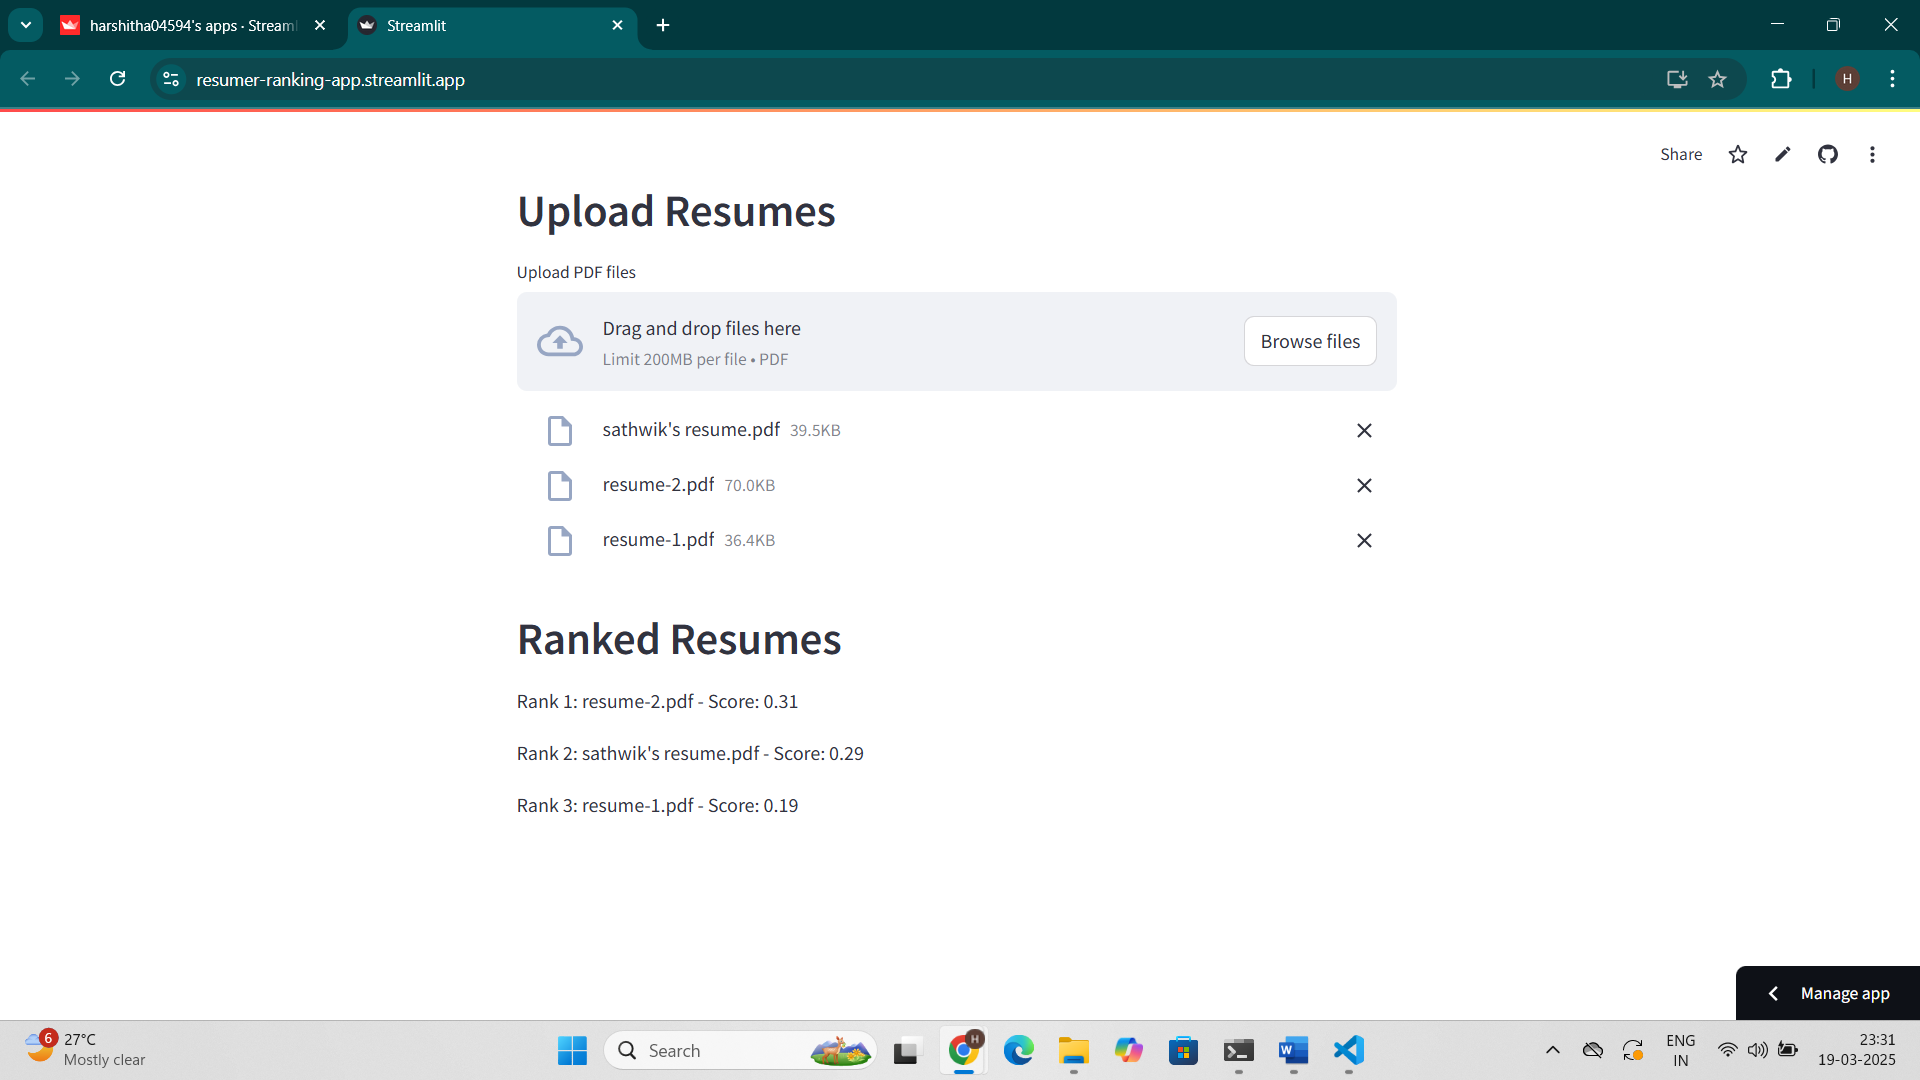 harshitha04594's apps · Stream
Streamlit
resumer-ranking-app.streamlit.app
H
Share
Upload Resumes
Upload PDF files
Drag and drop files here
Limit 200MB per file • PDF
Browse files
sathwik's resume.pdf 39.5KB
resume-2.pdf 70.0KB
resume-1.pdf 36.4KB
Ranked Resumes
Rank 1: resume-2.pdf - Score: 0.31
Rank 2: sathwik's resume.pdf - Score: 0.29
Rank 3: resume-1.pdf - Score: 0.19
Manage app
6
27°C
Mostly clear
Search
H
W
ENG
IN
23:31
19-03-2025